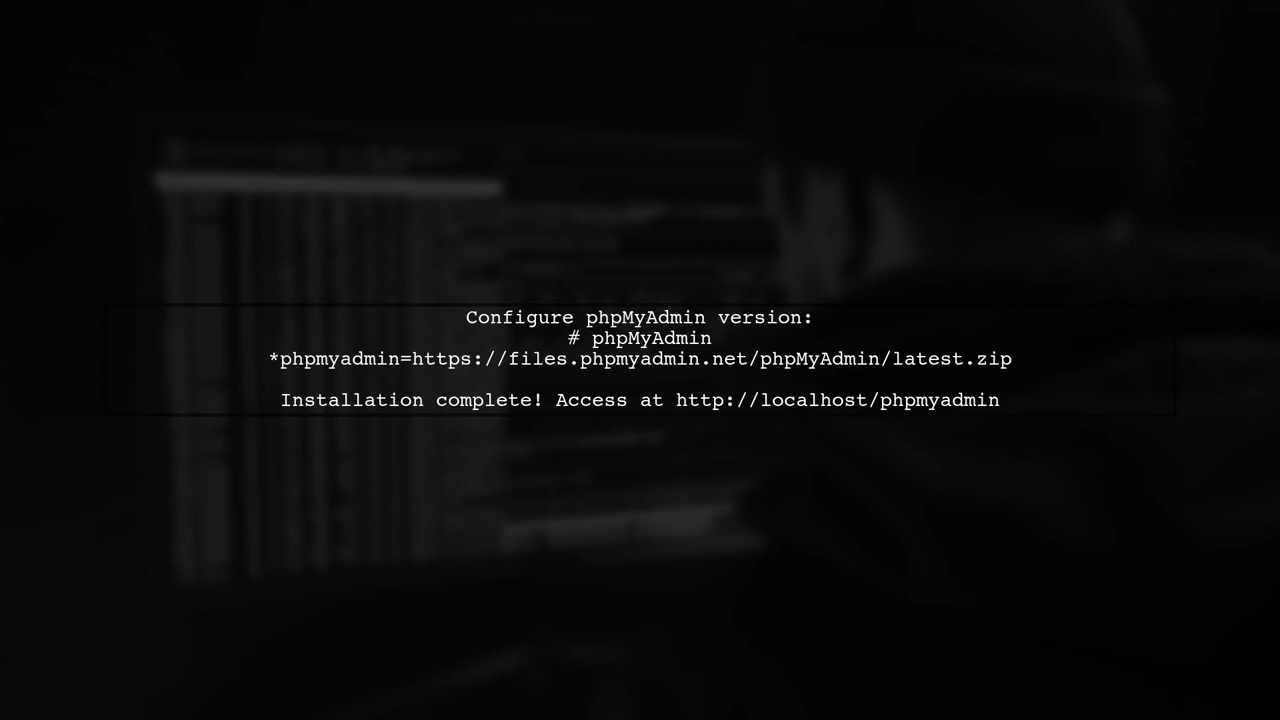 Configure phpMyAdmin version:
# phpMyAdmin
*phpmyadmin=https://files.phpmyadmin.net/phpMyAdmin/latest.zip
Installation complete! Access at http://localhost/phpmyadmin